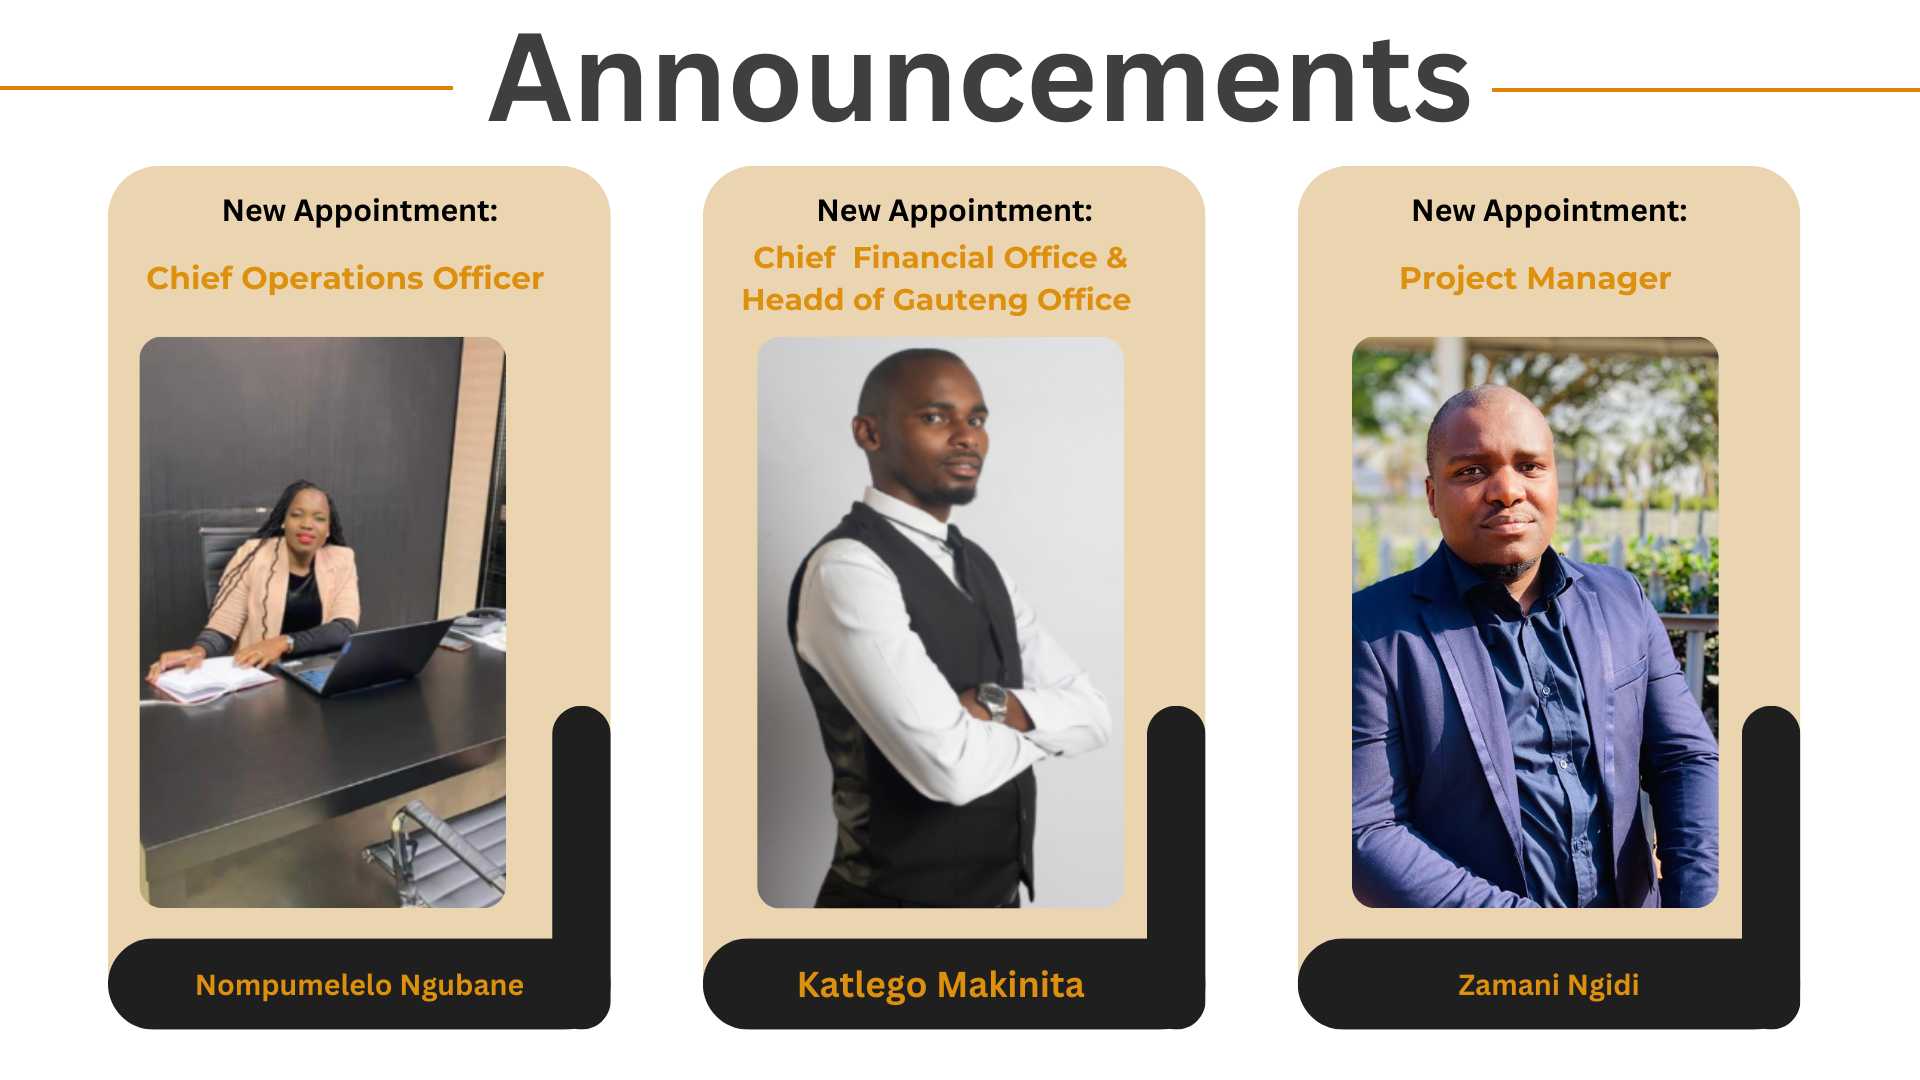 Announcements
New Appointment:
Chief Operations Officer
Nompumelelo Ngubane
New Appointment:
Chief  Financial Office &
Headd of Gauteng Office
Katlego Makinita
New Appointment:
Project Manager
Zamani Ngidi